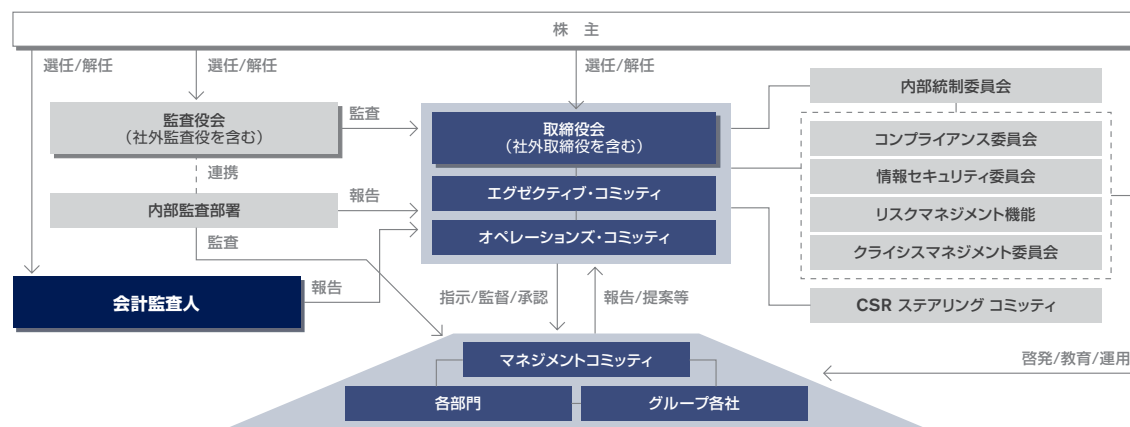 株 主
選任/解任
選任/解任
選任/解任
監査役会
（社外監査役を含む）
監査
連携
内部監査部署
報告
監査
会計監査人
報告
取締役会
（社外取締役を含む）
エグゼクティブ・コミッティ
オペレーションズ・コミッティ
指示/監督/承認
報告/提案等
内部統制委員会
コンプライアンス委員会
情報セキュリティ委員会
リスクマネジメント機能
クライシスマネジメント委員会
CSR ステアリング コミッティ
啓発/教育/運用
マネジメントコミッティ
各部門
グループ各社